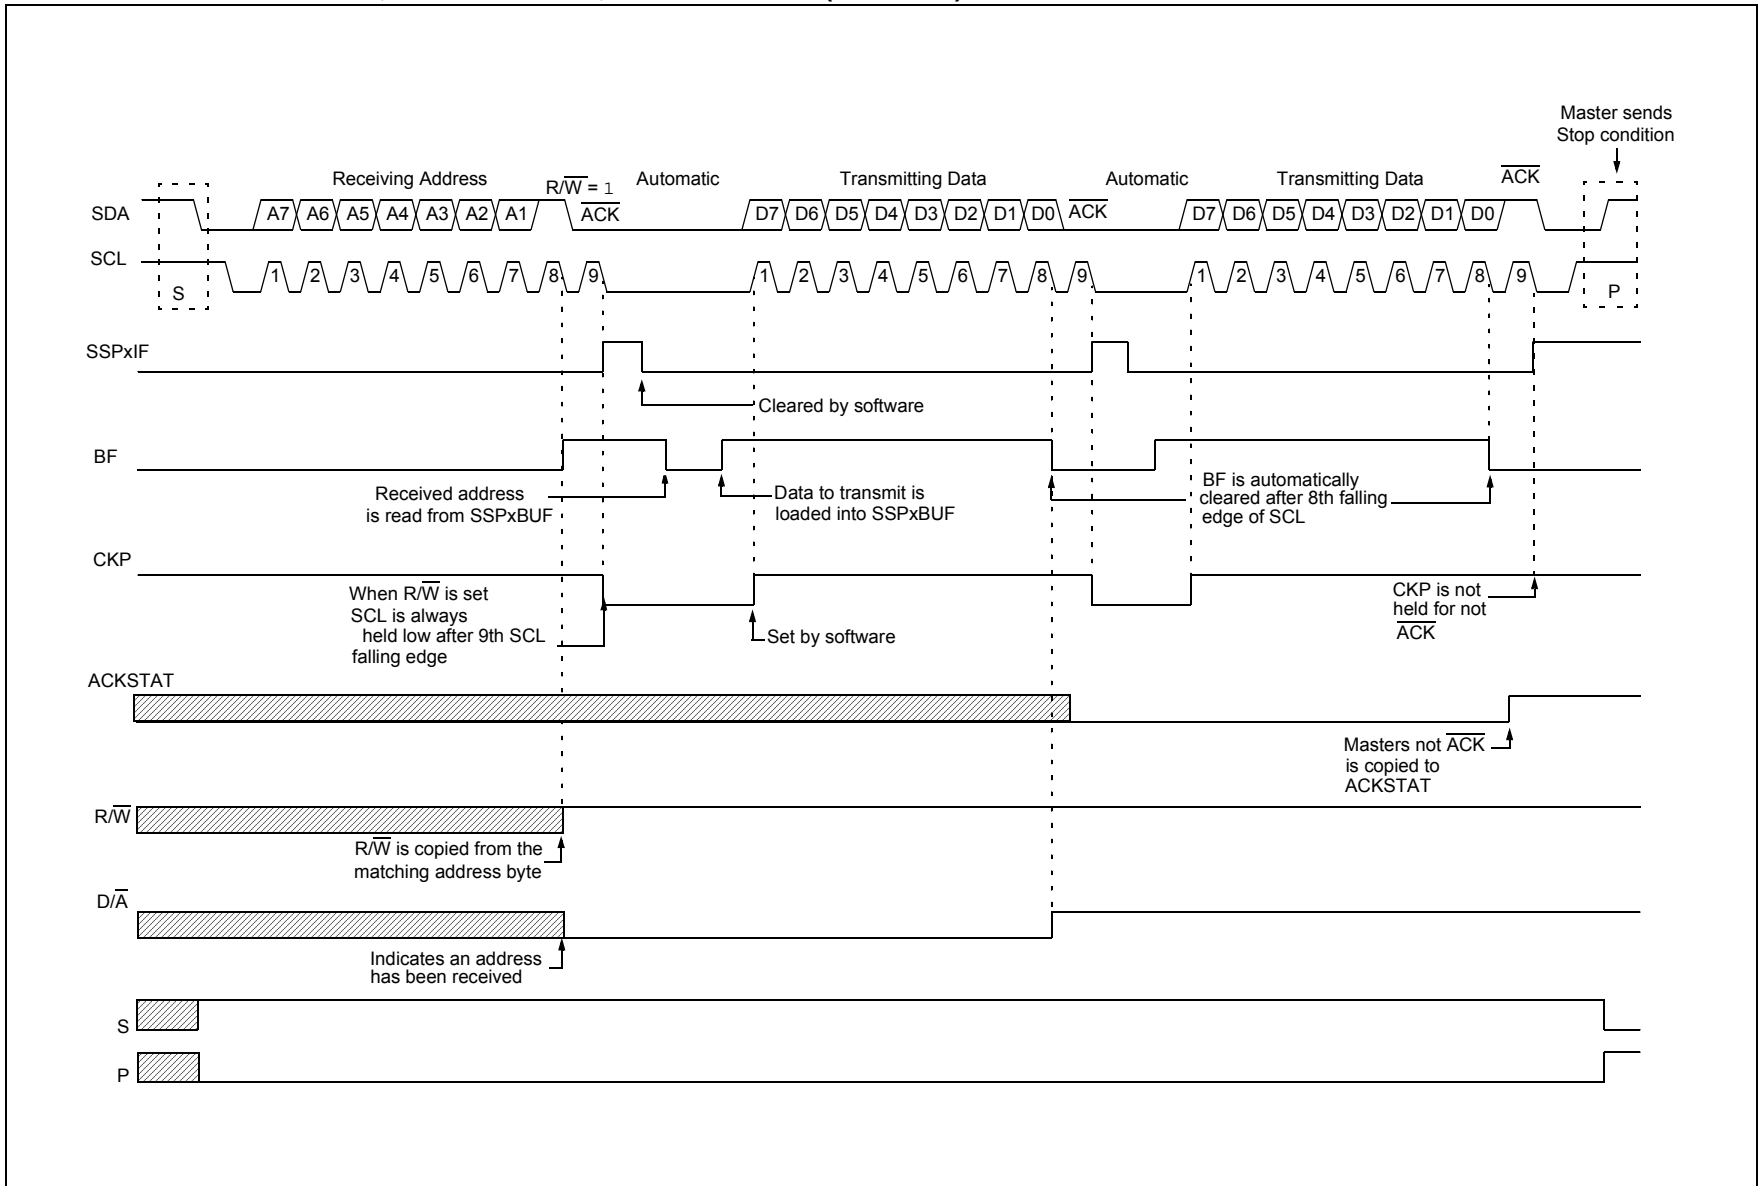 Master sends
Stop condition
Receiving Address
R/W̅ = 1
Automatic
Transmitting Data
Automatic
Transmitting Data
A̅C̅K̅
SDA
A7 A6 A5 A4 A3 A2 A1
A̅C̅K̅
D7 D6 D5 D4 D3 D2 D1 D0
A̅C̅K̅
D7 D6 D5 D4 D3 D2 D1 D0
SCL
1 2 3 4 5 6 7 8 9
1 2 3 4 5 6 7 8 9
1 2 3 4 5 6 7 8 9
S
P
SSPxIF
Cleared by software
BF
Received address
is read from SSPxBUF
Data to transmit is
loaded into SSPxBUF
BF is automatically
cleared after 8th falling
edge of SCL
CKP
When R/W̅ is set
SCL is always
held low after 9th SCL
falling edge
Set by software
CKP is not
held for not
A̅C̅K̅
ACKSTAT
Masters not A̅C̅K̅
is copied to
ACKSTAT
R/W̅
R/W̅ is copied from the
matching address byte
D/A̅
Indicates an address
has been received
S
P